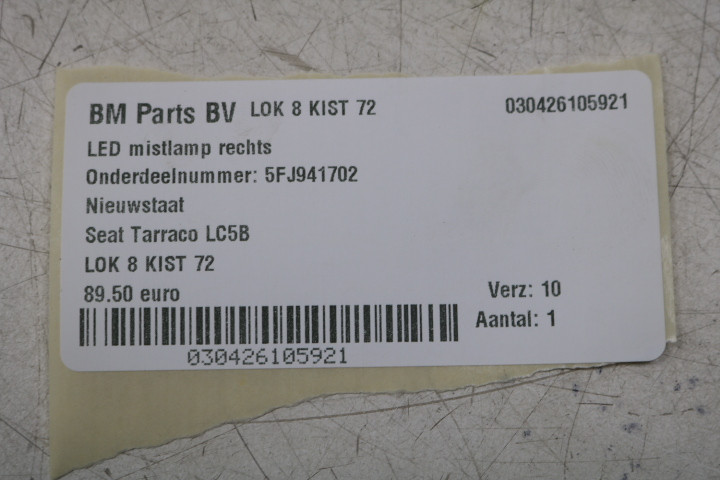 BM Parts BV LOK 8 KIST 72 030426105921
LED mistlamp rechts
Onderdeelnummer: 5FJ941702
Nieuwstaat
Seat Tarraco LC5B
LOK 8 KIST 72
89.50 euro Verz: 10
Aantal: 1
030426105921